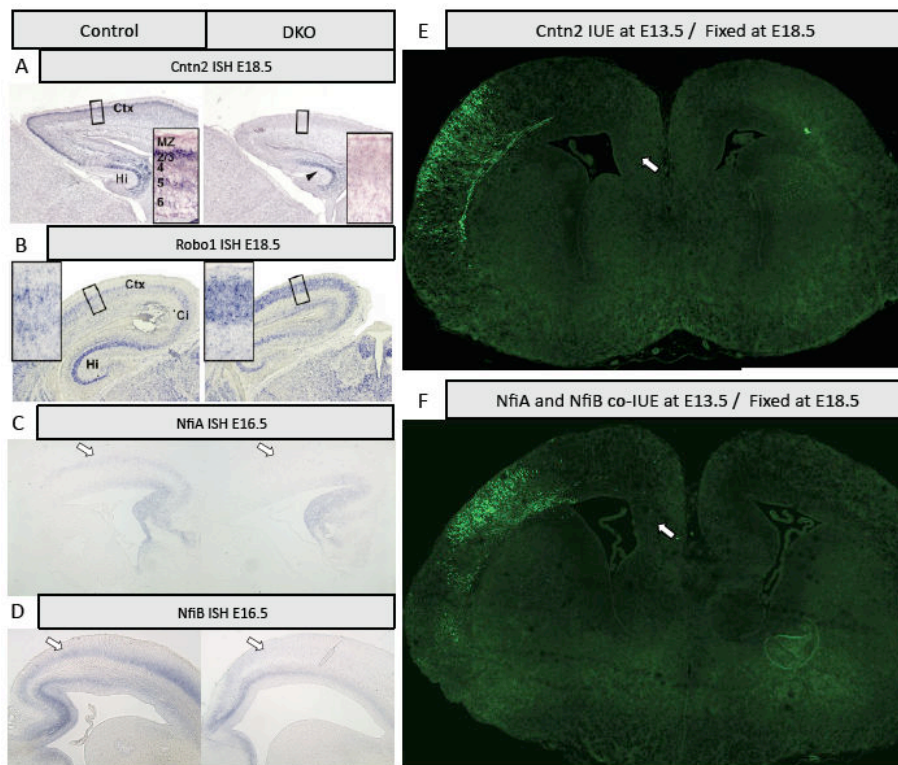 Control
DKO
A
Cntn2 ISH E18.5
Ctx
MZ
2/3
4
5
6
Hi
B
Robo1 ISH E18.5
Ctx
Ci
Hi
C
NfiA ISH E16.5
D
NfiB ISH E16.5
E
Cntn2 IUE at E13.5 / Fixed at E18.5
F
NfiA and NfiB co-IUE at E13.5 / Fixed at E18.5